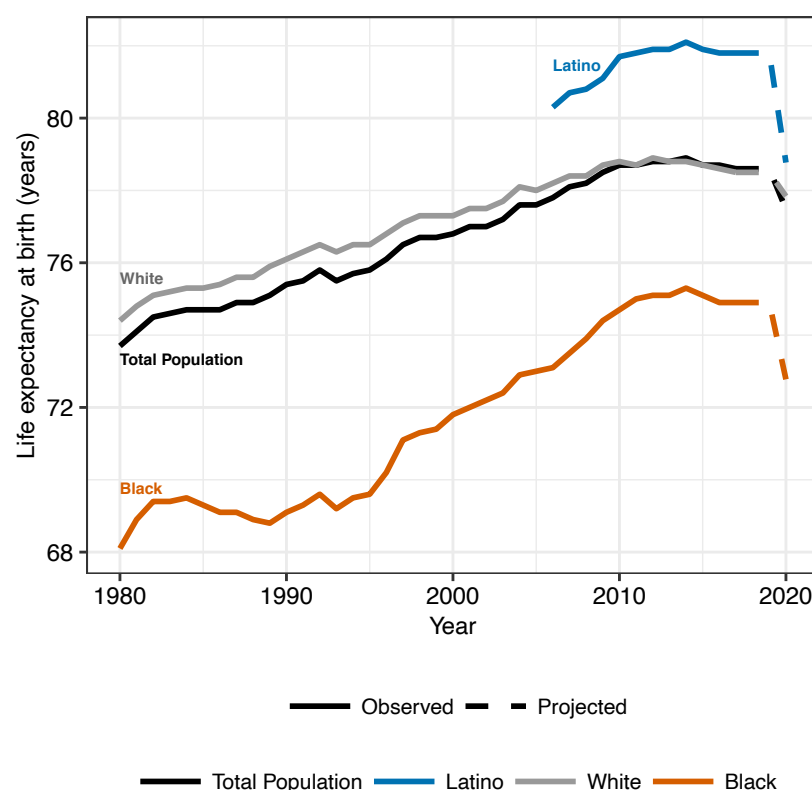 Life expectancy at birth (years)
80
76
72
68
Latino
White
Total Population
Black
1980 1990 2000 2010 2020
Year
Observed Projected
Total Population Latino White Black